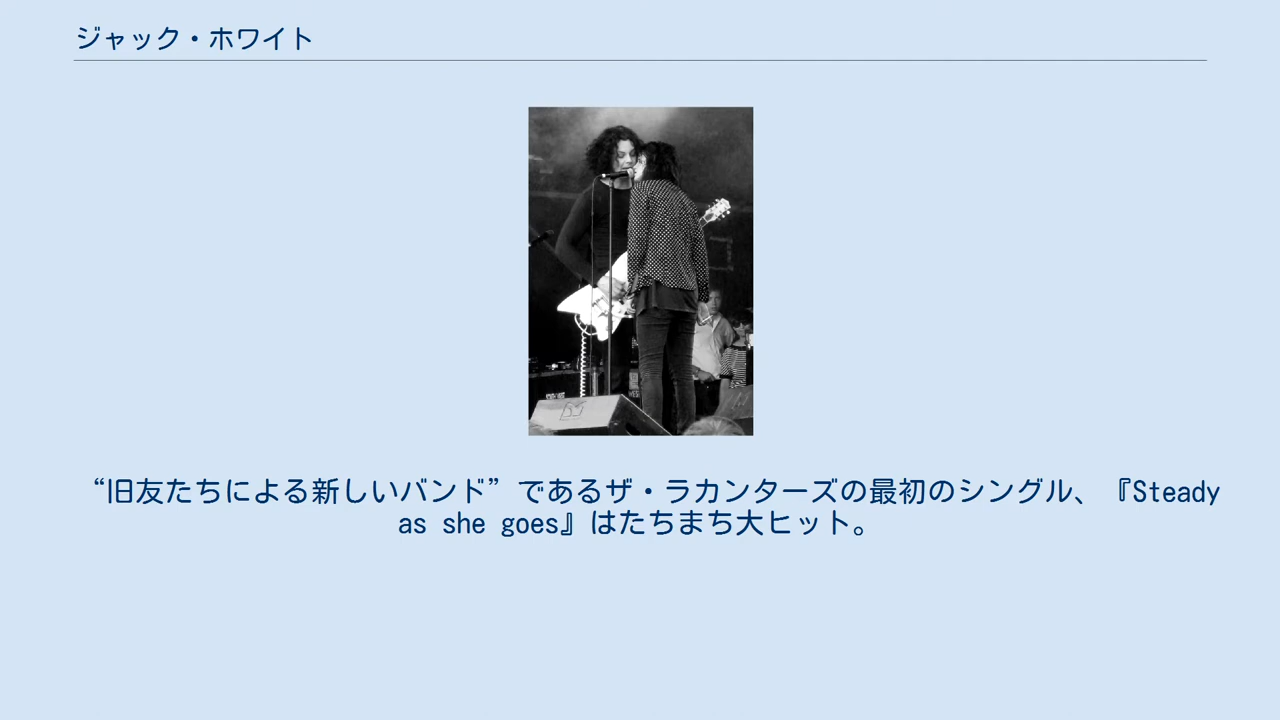 ジャック・ホワイト
“旧友たちによる新しいバンド”であるザ・ラカンターズの最初のシングル、『Steady
as she goes』はたちまち大ヒット。